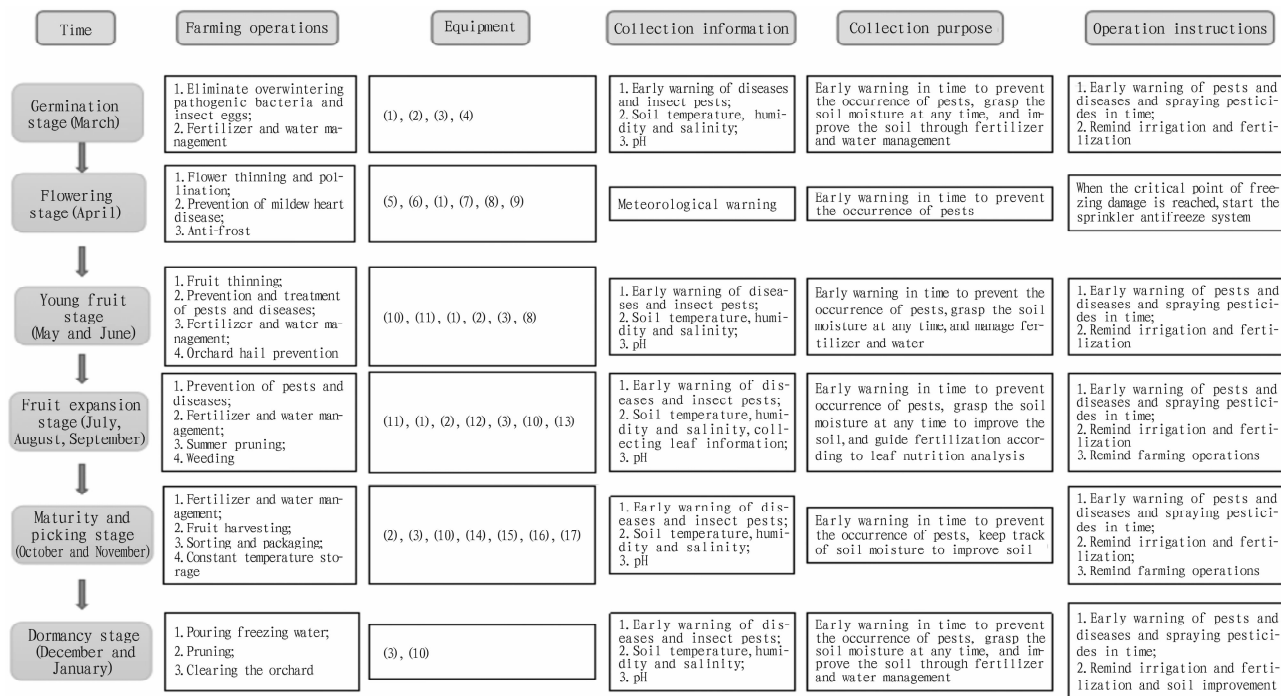 Time
Farming operations
Equipment
Collection information
Collection purpose
Operation instructions
Germination
stage(March)
1. Eliminate overwintering
pathogenic bacteria and
insect eggs;
2. Fertilizer and water ma-
nagement
(1), (2), (3), (4)
1. Early warning of diseases
and insect pests;
2. Soil temperature, humi-
dity and salinity;
3. pH
Early warning in time to prevent
the occurrence of pests, grasp the
soil moisture at any time, and im-
prove the soil through fertilizer
and water management
1. Early warning of pests and
diseases and spraying pestici-
des in time;
2. Remind irrigation and ferti-
lization
Flowering
stage(April)
1. Flower thinning and pol-
lination;
2. Prevention of mildew heart
disease;
3. Anti-frost
(5), (6), (1), (7), (8), (9)
Meteorological warning
Early warning in time to prevent
the occurrence of pests
When the critical point of free-
zing damage is reached, start the
sprinkler antifreeze system
Young fruit
stage
(May and June)
1. Fruit thinning;
2. Prevention and treatment
of pests and diseases;
3. Fertilizer and water ma-
nagement;
4. Orchard hail prevention
(10), (11), (1), (2), (3), (8)
1. Early warning of disea-
ses and insect pests;
2. Soil temperature, humi-
dity and salinity;
3. pH
Early warning in time to prevent the
occurrence of pests, grasp the soil
moisture at any time, and manage fer-
tilizer and water
1. Early warning of pests and
diseases and spraying pestici-
des in time;
2. Remind irrigation and ferti-
lization
Fruit expansion
stage(July,
August, September)
1. Prevention of pests and
diseases;
2. Fertilizer and water man-
agement;
3. Summer pruning;
4. Weeding
(11), (1), (2), (12), (3), (10), (13)
1. Early warning of dis-
eases and insect pests;
2. Soil temperature, humi-
dity and salinity, collec-
ting leaf information;
3. pH
Early warning in time to prevent
occurrence of pests, grasp the soil
moisture at any time to improve the
soil, and guide fertilization accor-
ding to leaf nutrition analysis
1. Early warning of pests and
diseases and spraying pestici-
des in time;
2. Remind irrigation and ferti-
lization
3. Remind farming operations
Maturity and
picking stage
(October and November)
1. Fertilizer and water man-
agement;
2. Fruit harvesting;
3. Sorting and packaging;
4. Constant temperature sto-
rage
(2), (3), (10), (14), (15), (16), (17)
1. Early warning of dis-
eases and insect pests;
2. Soil temperature, humi-
dity and salinity;
3. pH
Early warning in time to prevent
the occurrence of pests, keep track
of soil moisture to improve soil
1. Early warning of pests and
diseases and spraying pestici-
des in time;
2. Remind irrigation and ferti-
lization;
3. Remind farming operations
Dormancy stage
(December and
January)
1. Pouring freezing water;
2. Pruning;
3. Clearing the orchard
(3), (10)
1. Early warning of dis-
eases and insect pests;
2. Soil temperature, humi-
dity and salinity;
3. pH
Early warning in time to prevent
the occurrence of pests, grasp the
soil moisture at any time, and im-
prove the soil through fertilizer
and water management
1. Early warning of pests and
diseases and spraying pestici-
des in time;
2. Remind irrigation and ferti-
lization and soil improvement